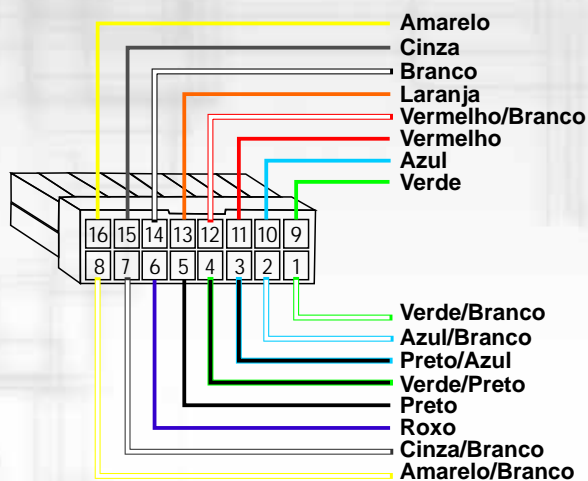 Amarelo
Cinza
Branco
Laranja
Vermelho/Branco
Vermelho
Azul
Verde
16 15 14 13 12 11 10 9
8 7 6 5 4 3 2 1
Verde/Branco
Azul/Branco
Preto/Azul
Verde/Preto
Preto
Roxo
Cinza/Branco
Amarelo/Branco